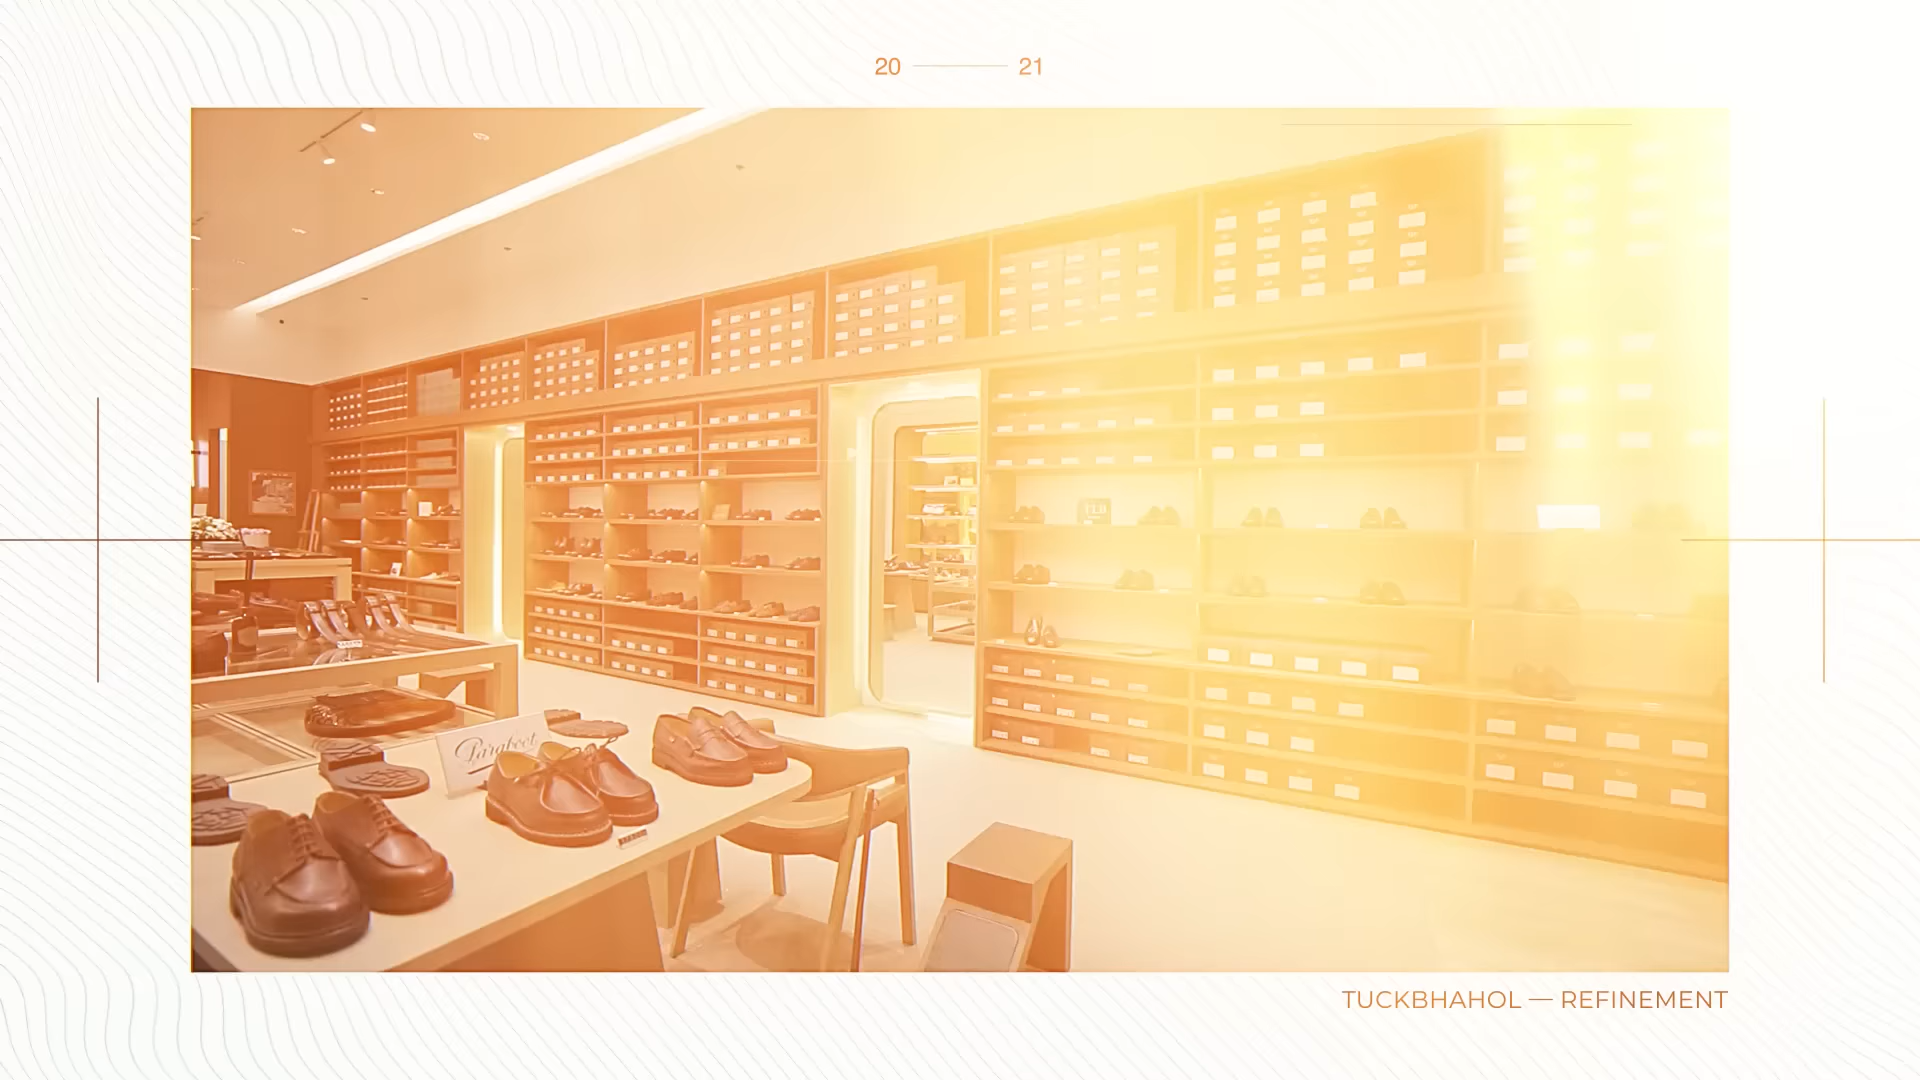 20 — 21
Paraboot
TUCKBHAHOL — REFINEMENT